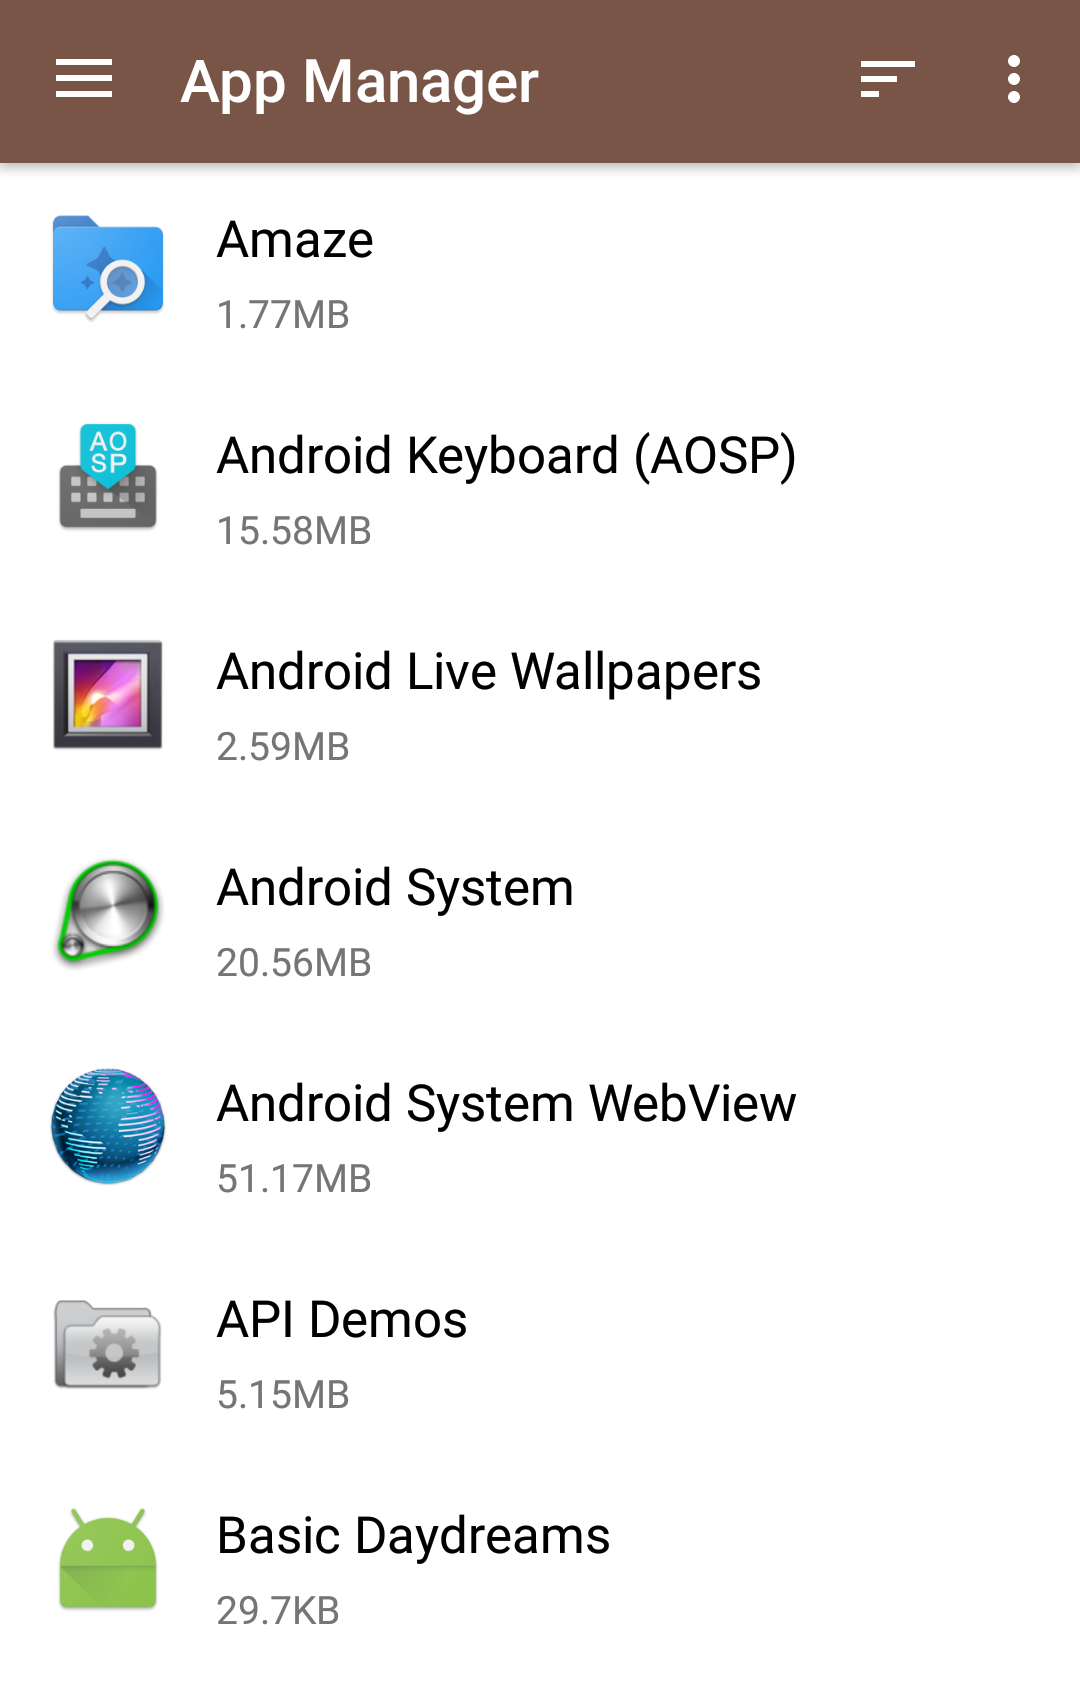 App Manager
Amaze
1.77MB
AO
SP
Android Keyboard (AOSP)
15.58MB
Android Live Wallpapers
2.59MB
Android System
20.56MB
Android System WebView
51.17MB
API Demos
5.15MB
Basic Daydreams
29.7KB